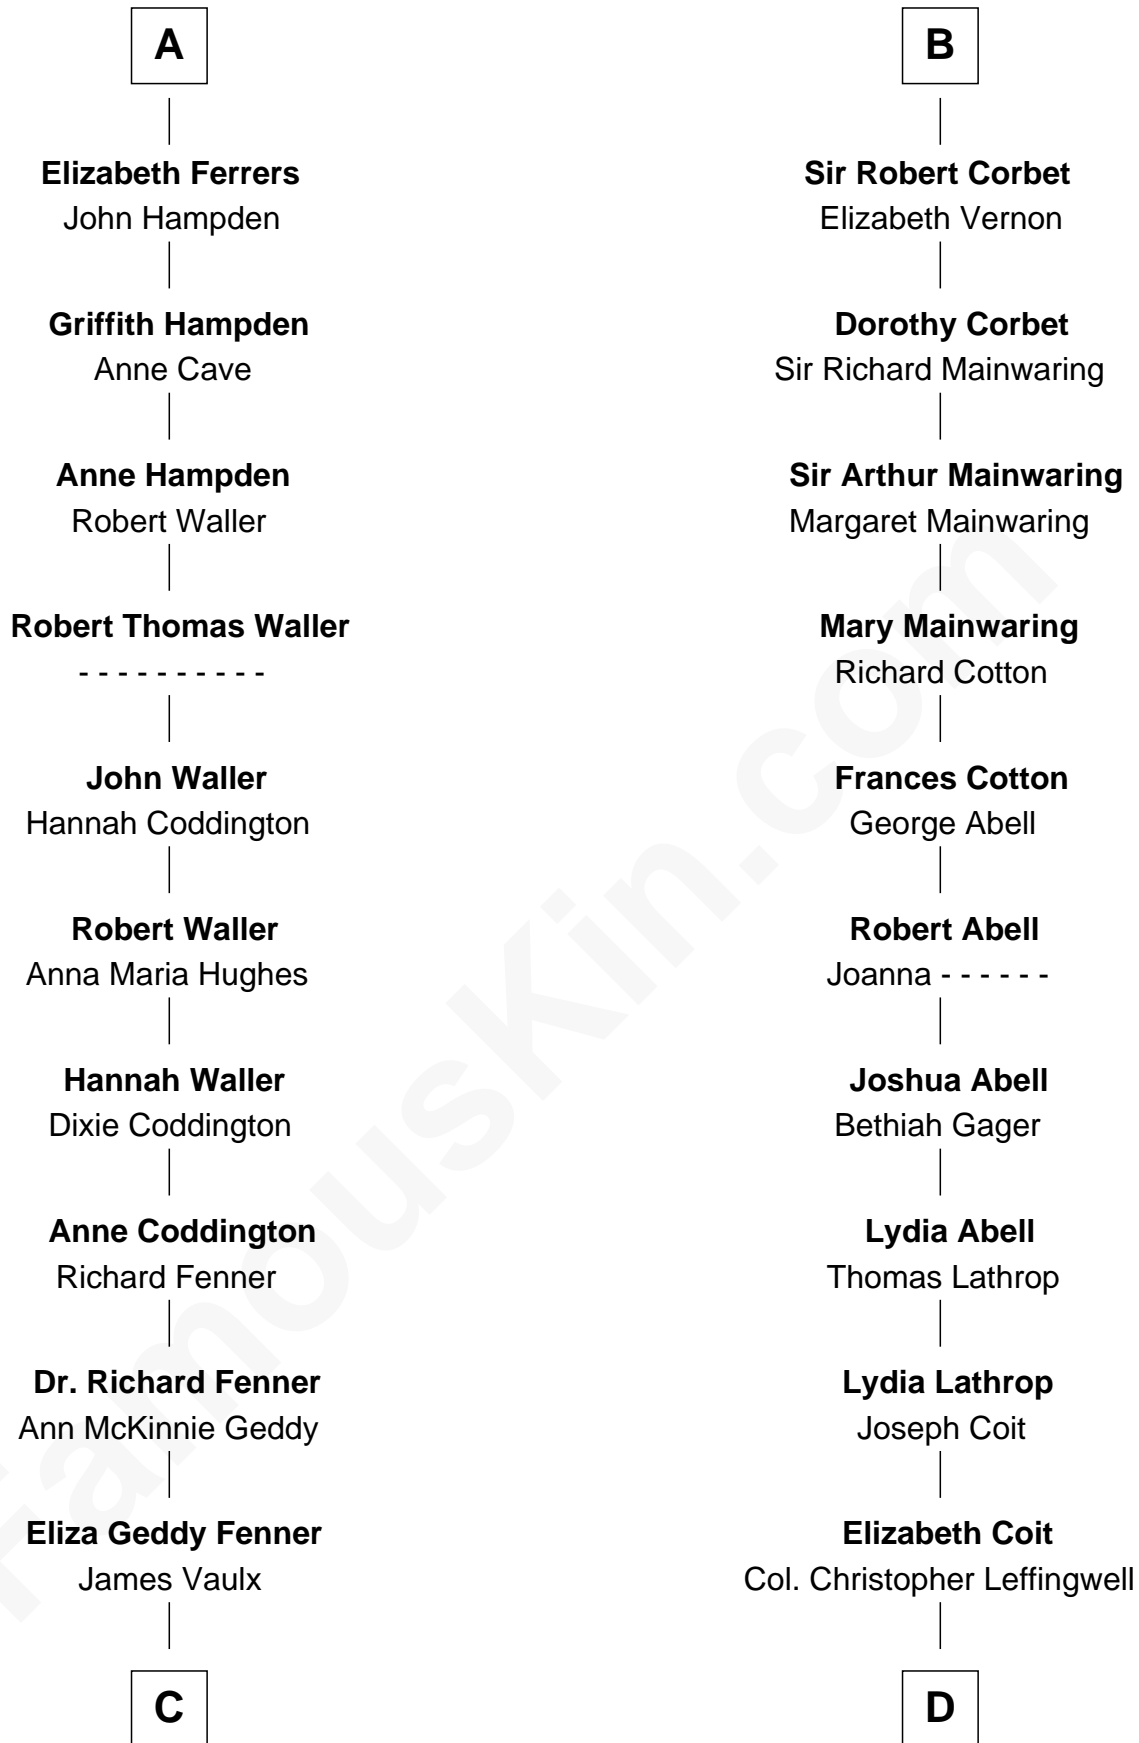 A
Elizabeth Ferrers
John Hampden
Griffith Hampden
Anne Cave
Anne Hampden
Robert Waller
Robert Thomas Waller
- - - - - - - - - -
John Waller
Hannah Coddington
Robert Waller
Anna Maria Hughes
Hannah Waller
Dixie Coddington
Anne Coddington
Richard Fenner
Dr. Richard Fenner
Ann McKinnie Geddy
Eliza Geddy Fenner
James Vaulx
C
B
Sir Robert Corbet
Elizabeth Vernon
Dorothy Corbet
Sir Richard Mainwaring
Sir Arthur Mainwaring
Margaret Mainwaring
Mary Mainwaring
Richard Cotton
Frances Cotton
George Abell
Robert Abell
Joanna - - - - - -
Joshua Abell
Bethiah Gager
Lydia Abell
Thomas Lathrop
Lydia Lathrop
Joseph Coit
Elizabeth Coit
Col. Christopher Leffingwell
D
FamousKin.com